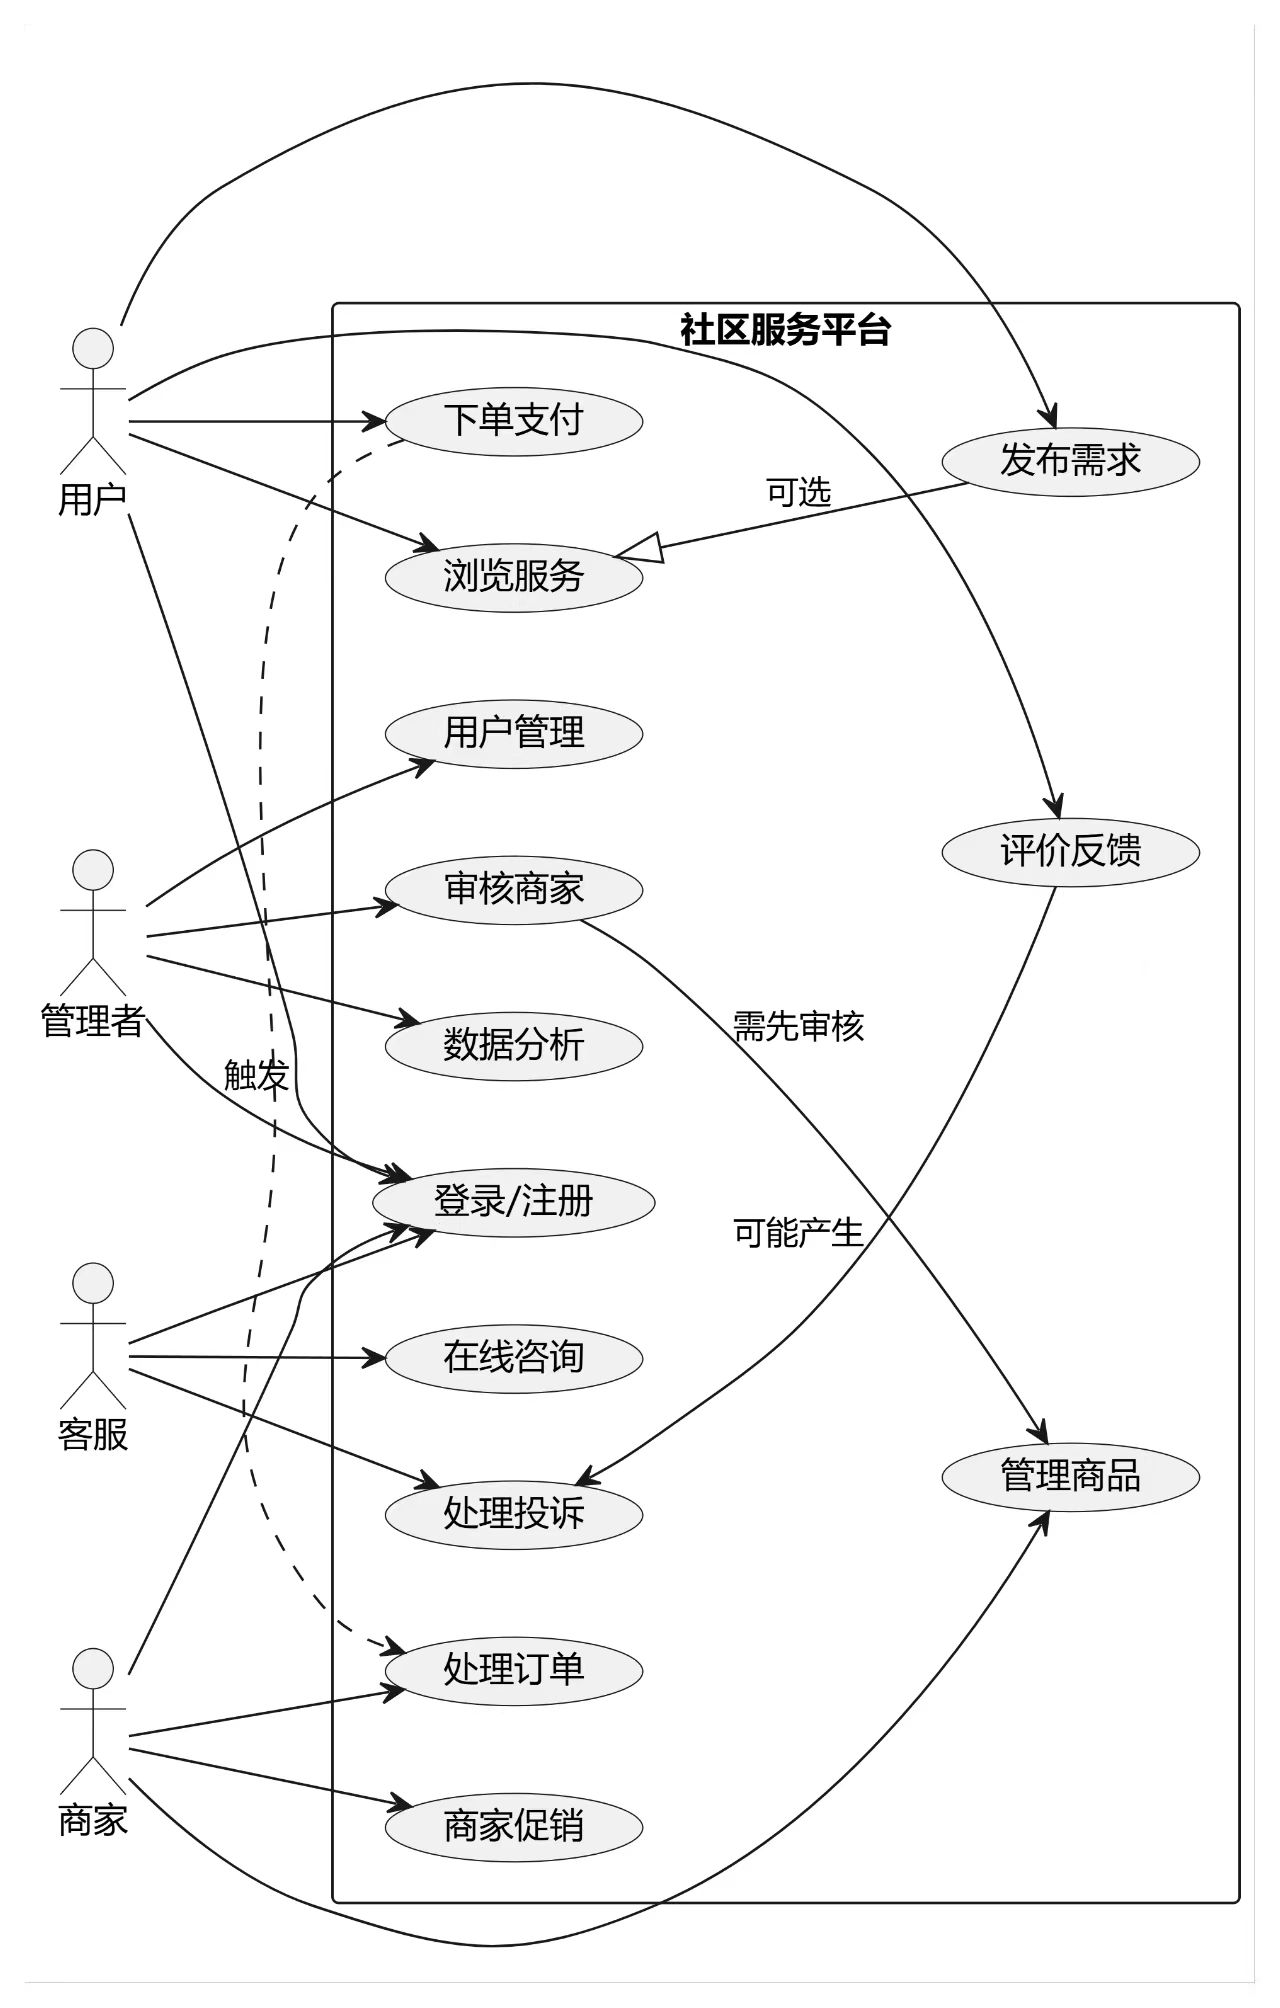 社区服务平台
用户
下单支付
发布需求
可选
浏览服务
用户管理
评价反馈
审核商家
管理者
需先审核
数据分析
触发
登录/注册
可能产生
在线咨询
客服
管理商品
处理投诉
处理订单
商家
商家促销